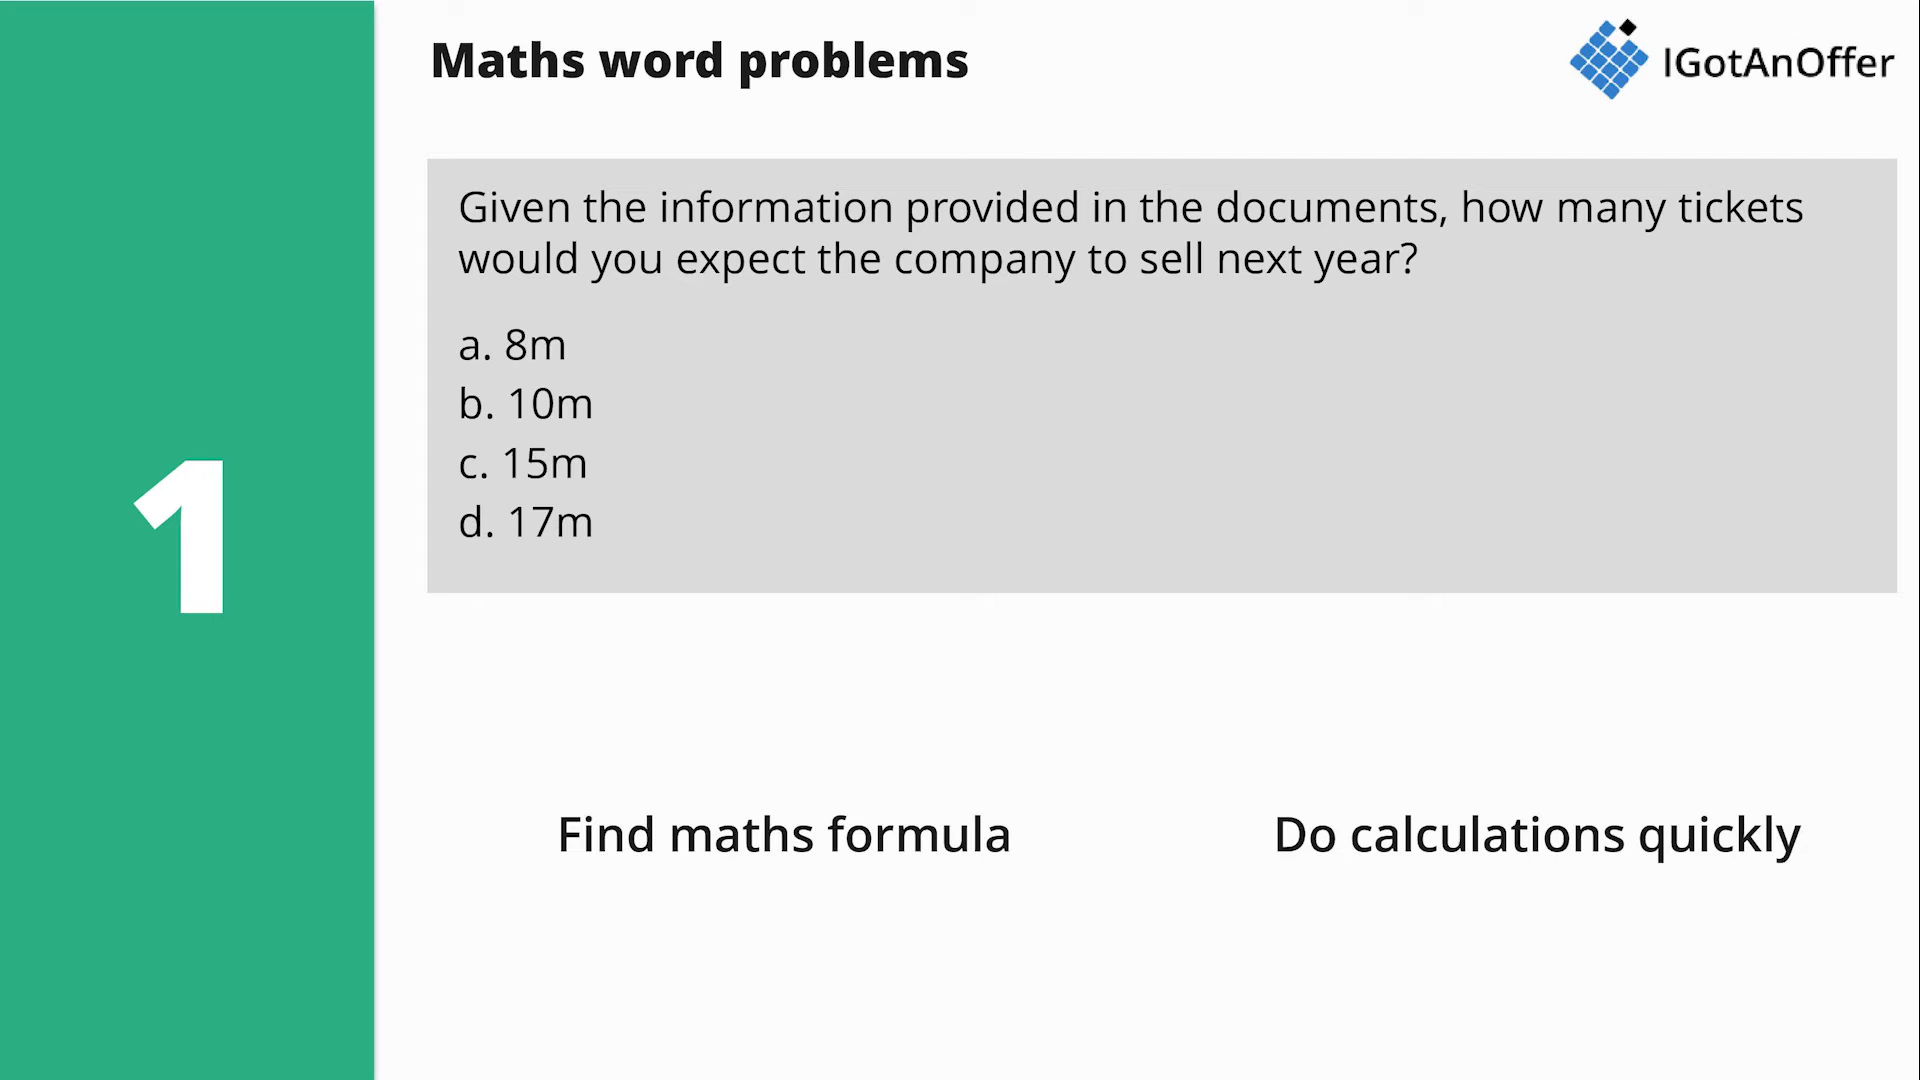 Maths word problems
IGotAnOffer
Given the information provided in the documents, how many tickets
would you expect the company to sell next year?
a. 8m
b. 10m
c. 15m
d. 17m
1
Find maths formula
Do calculations quickly